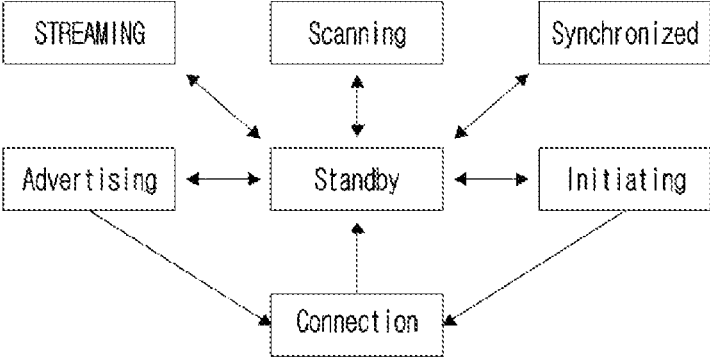 STREAMING
Scanning
Synchronized
Advertising
Standby
Initiating
Connection